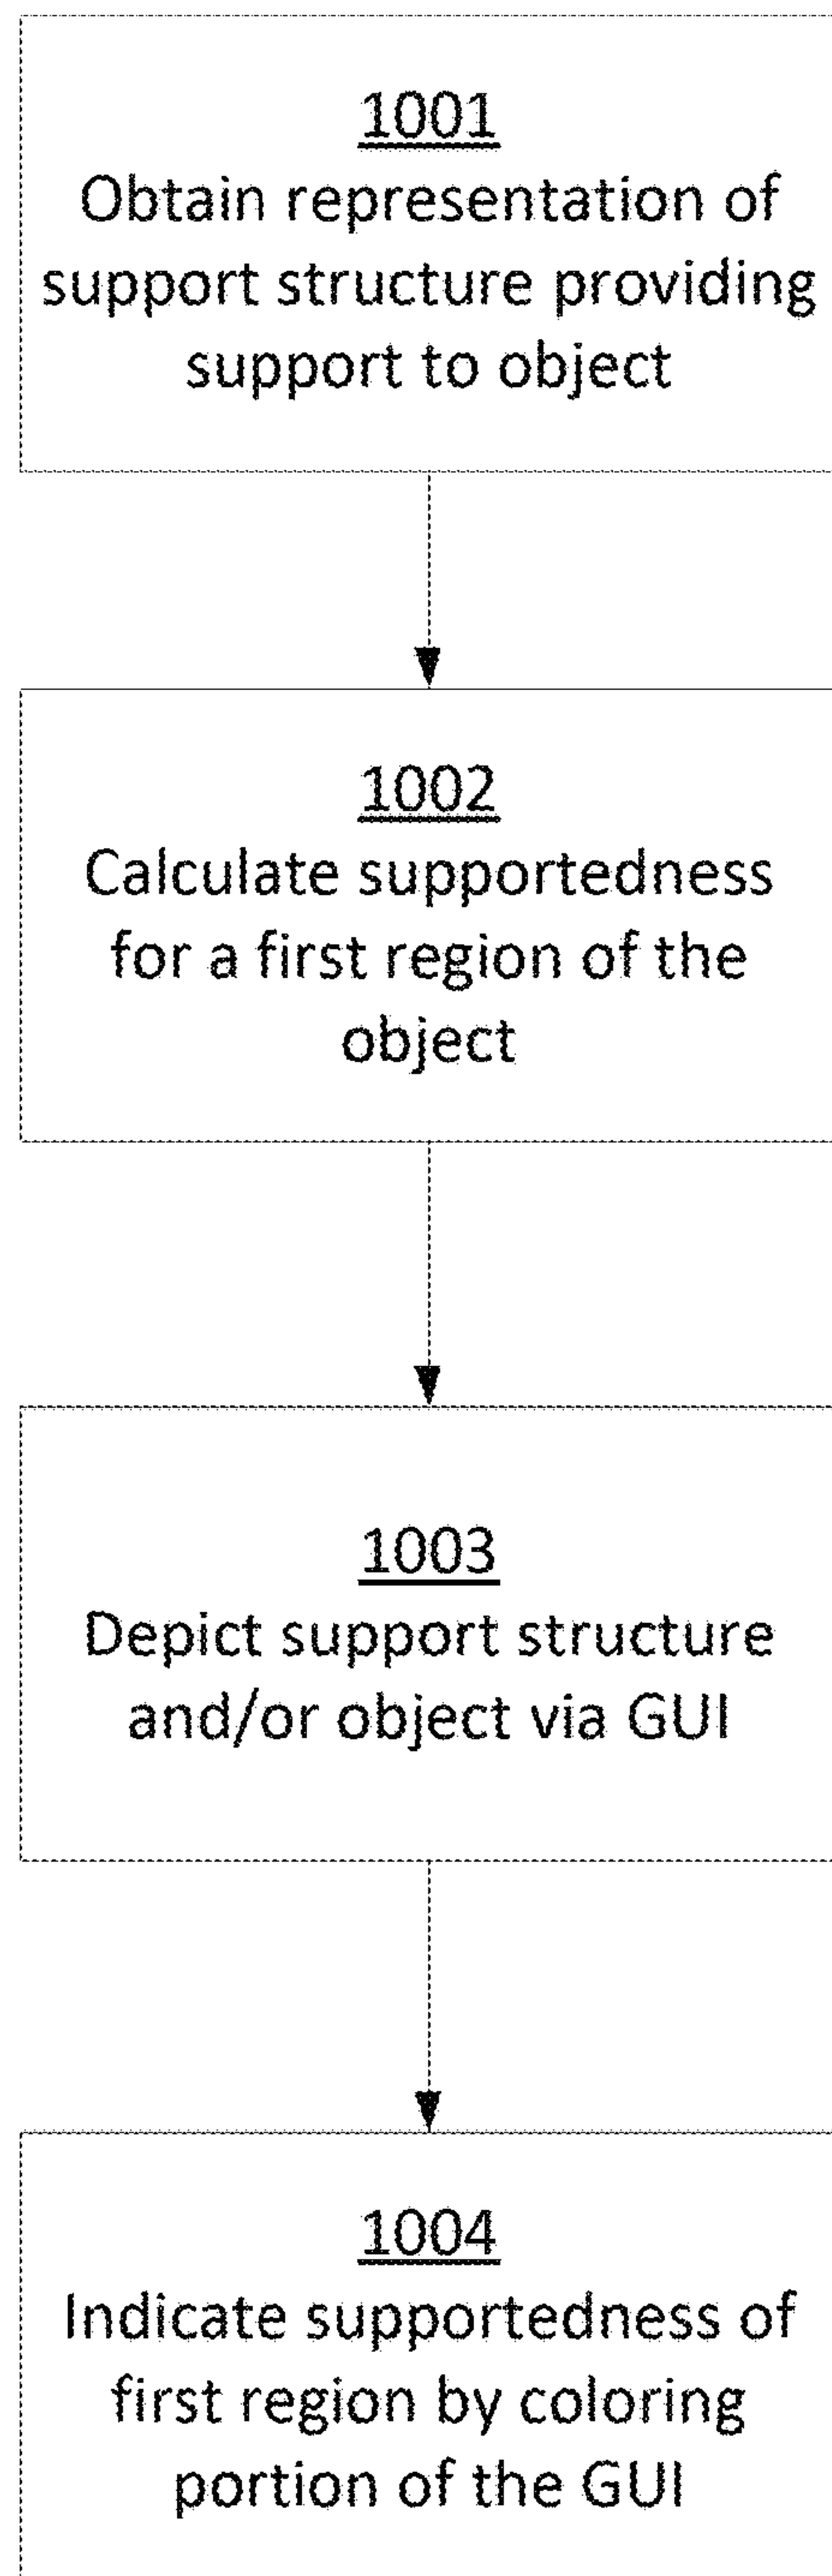 1001
Obtain representation of
support structure providing
support to object
1002
Calculate supportedness
for a first region of the
object
1003
Depict support structure
and/or object via GUI
1004
Indicate supportedness of
first region by coloring
portion of the GUI